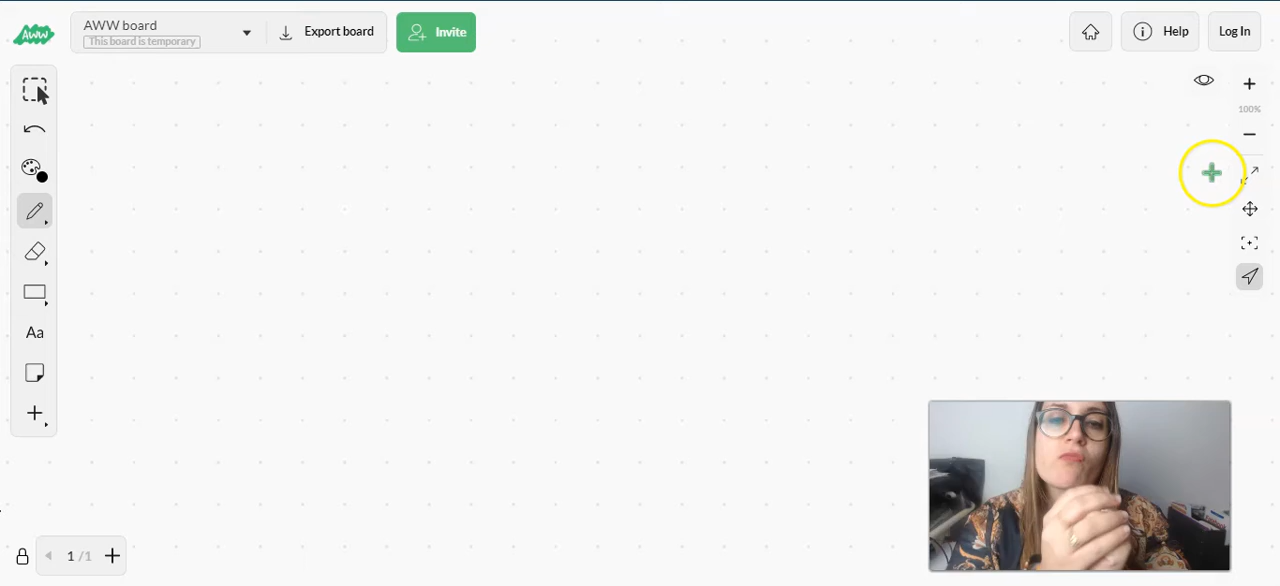 AWW
AWW board
This board is temporary
Export board
Invite
Help
Log In
100%
Aa
1 /1